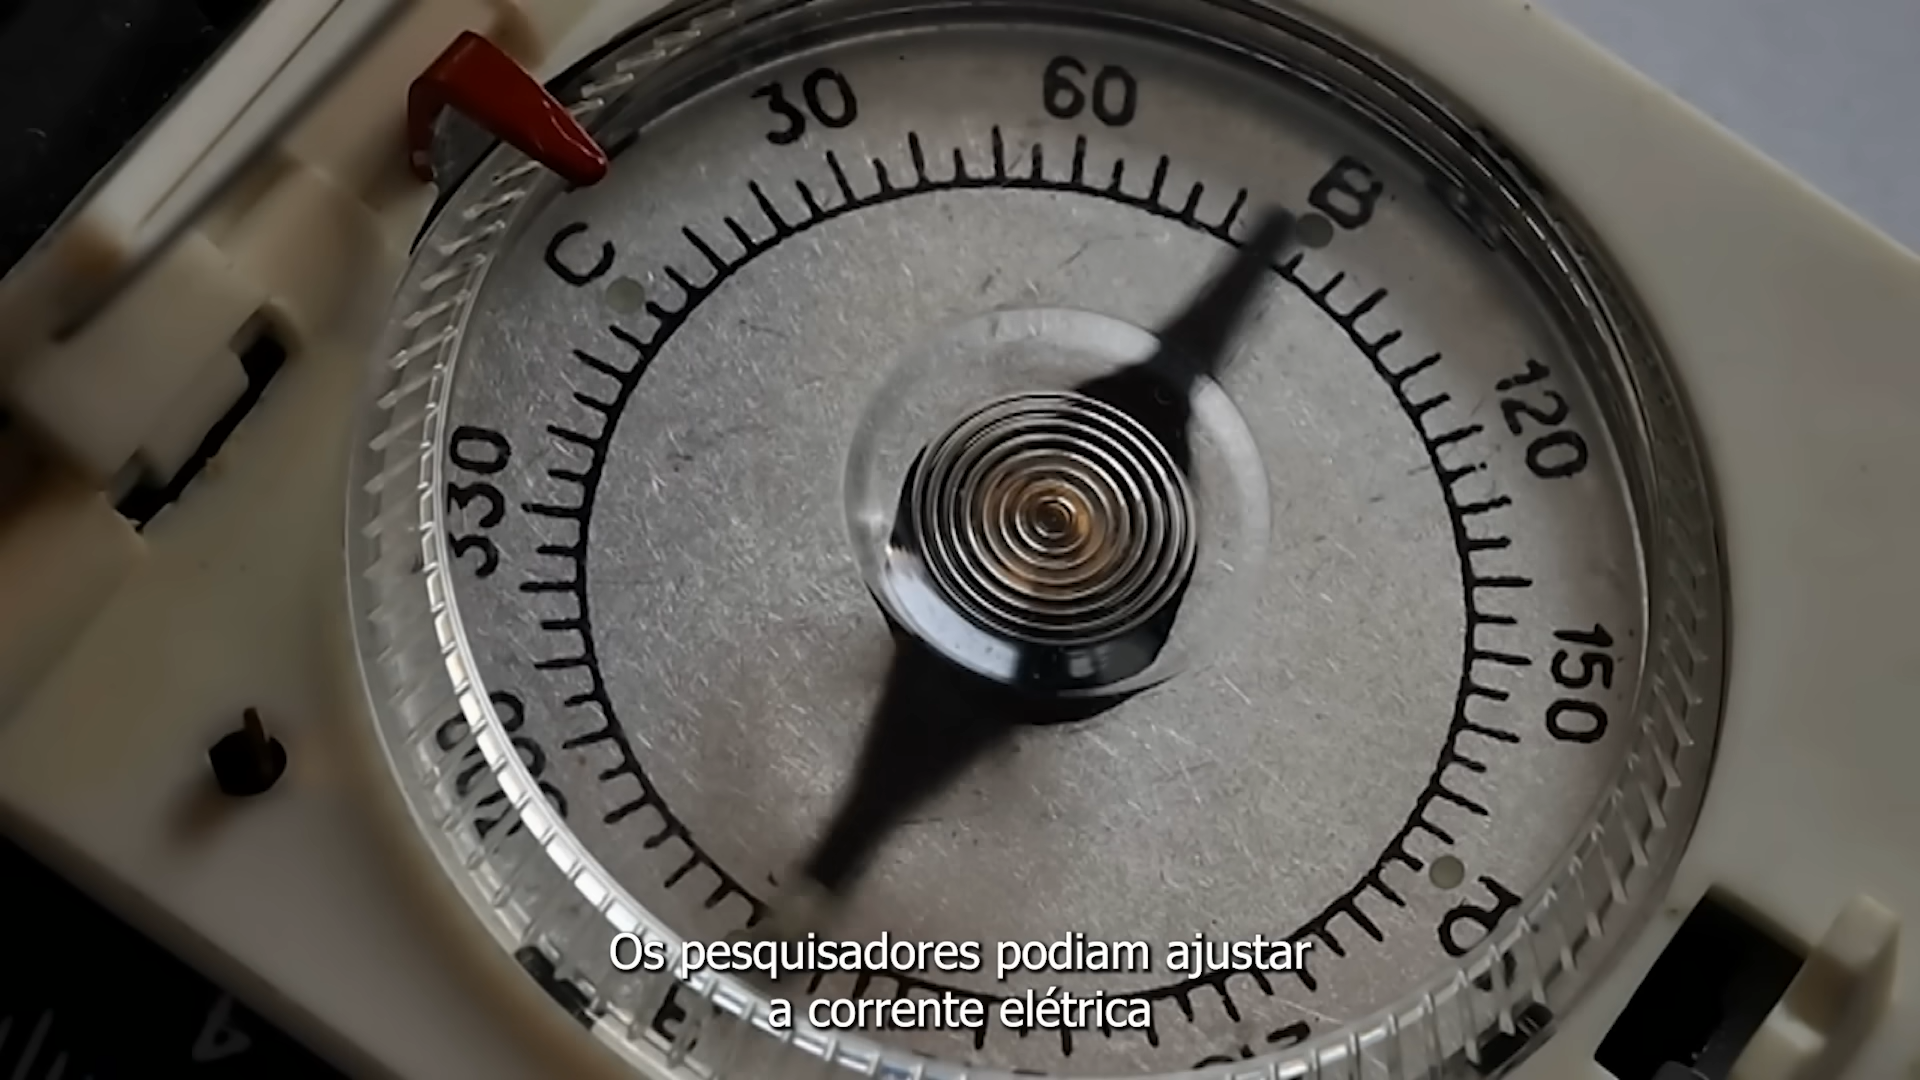 30
60
C
В
120
330
150
Ю
300
З
Os pesquisadores podiam ajustar
a corrente elétrica